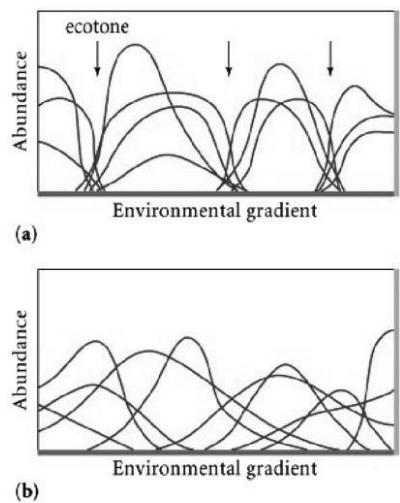 ecotone
Abundance
Environmental gradient
(a)
Abundance
Environmental gradient
(b)